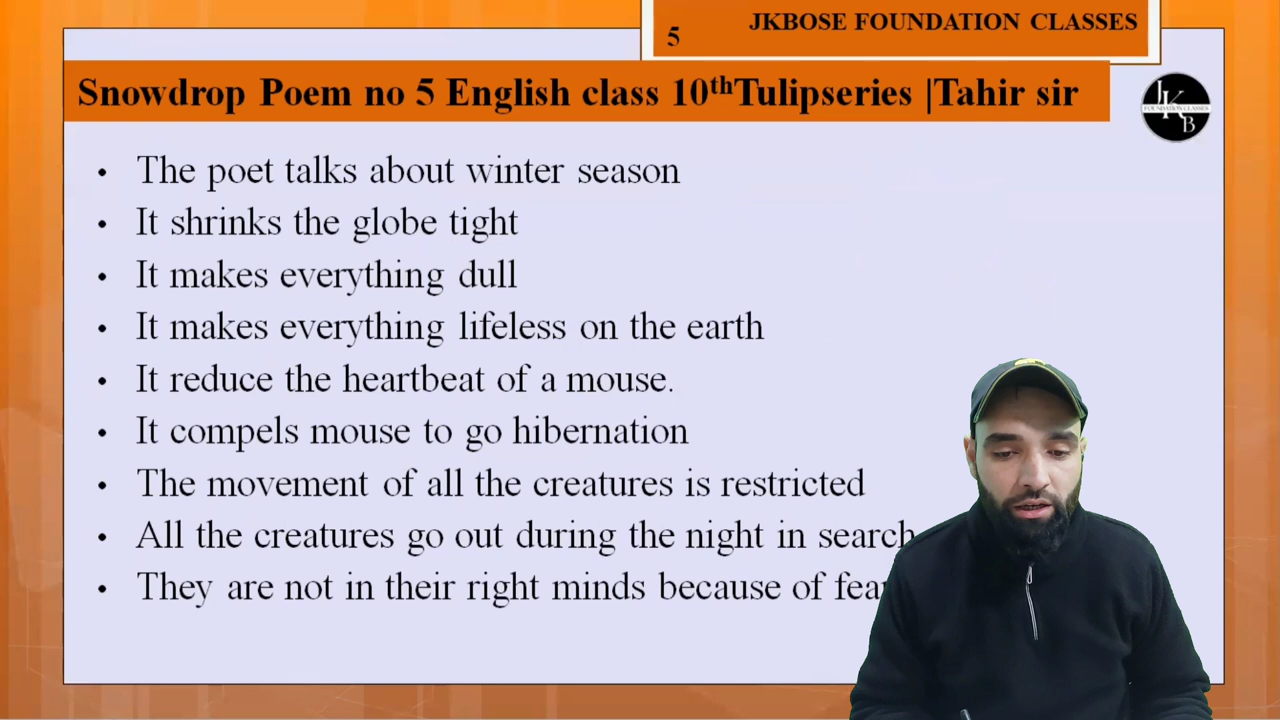 JKBOSE FOUNDATION CLASSES
5
Snowdrop Poem no 5 English class 10thTulipseries |Tahir sir
JK
FOUNDATION CLASSES
B
• The poet talks about winter season
• It shrinks the globe tight
• It makes everything dull
• It makes everything lifeless on the earth
• It reduce the heartbeat of a mouse.
• It compels mouse to go hibernation
• The movement of all the creatures is restricted
• All the creatures go out during the night in search
• They are not in their right minds because of